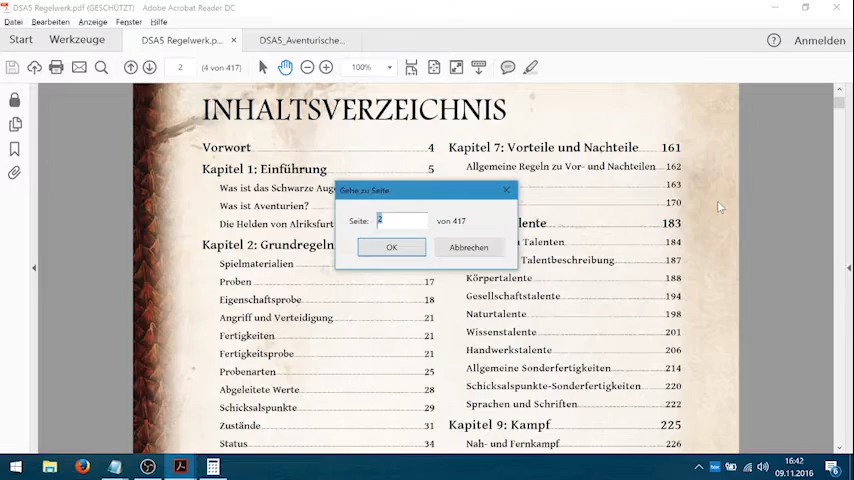 DSA5 Regelwerk.pdf (GESCHÜTZT) - Adobe Acrobat Reader DC
Datei Bearbeiten Anzeige Fenster Hilfe
Start Werkzeuge DSA5 Regelwerk.p... × DSA5_Aventurische... ? Anmelden
2 (4 von 417) 100%
INHALTSVERZEICHNIS
Vorwort 4
Kapitel 1: Einführung 5
Was ist das Schwarze Aug
Was ist Aventurien?
Die Helden von Alriksfurt
Kapitel 2: Grundregeln
Spielmaterialien
Proben 17
Eigenschaftsprobe 18
Angriff und Verteidigung 21
Fertigkeiten 21
Fertigkeitsprobe 21
Probenarten 25
Abgeleitete Werte 28
Schicksalspunkte 29
Zustände 31
Status 34
Kapitel 7: Vorteile und Nachteile 161
Allgemeine Regeln zu Vor- und Nachteilen 162
163
170
lente 183
Talenten 184
Talentbeschreibung 187
Körpertalente 188
Gesellschaftstalente 194
Naturtalente 198
Wissenstalente 201
Handwerkstalente 206
Allgemeine Sonderfertigkeiten 214
Schicksalspunkte-Sonderfertigkeiten 220
Sprachen und Schriften 222
Kapitel 9: Kampf 225
Nah- und Fernkampf 226
Gehe zu Seite
Seite: 2 von 417
OK Abbrechen
16:42
09.11.2016
6